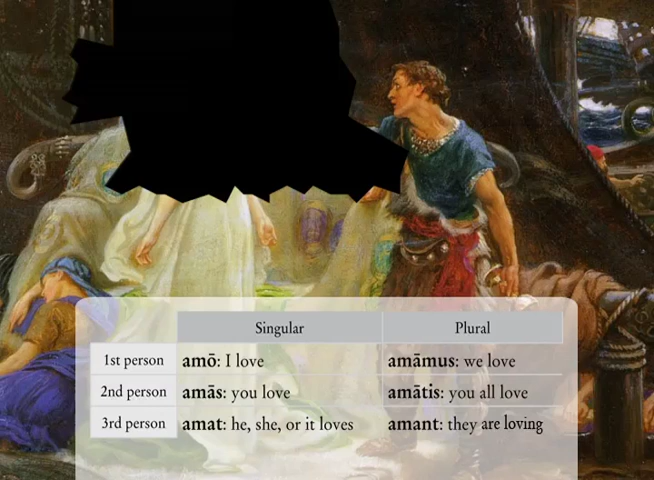 Singular Plural
1st person amō: I love amāmus: we love
2nd person amās: you love amātis: you all love
3rd person amat: he, she, or it loves amant: they are loving